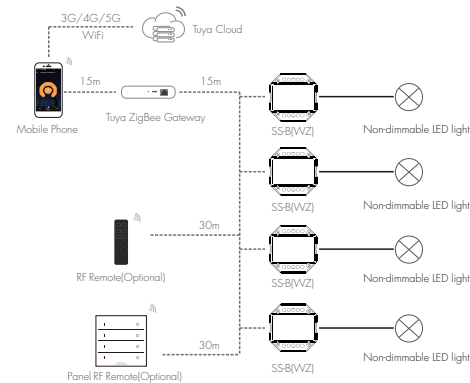 3G/4G/5G
WiFi
Tuya Cloud
15m
15m
Mobile Phone
Tuya ZigBee Gateway
SS-B(WZ)
Non-dimmable LED light
SS-B(WZ)
Non-dimmable LED light
30m
RF Remote(Optional)
SS-B(WZ)
Non-dimmable LED light
30m
Panel RF Remote(Optional)
SS-B(WZ)
Non-dimmable LED light